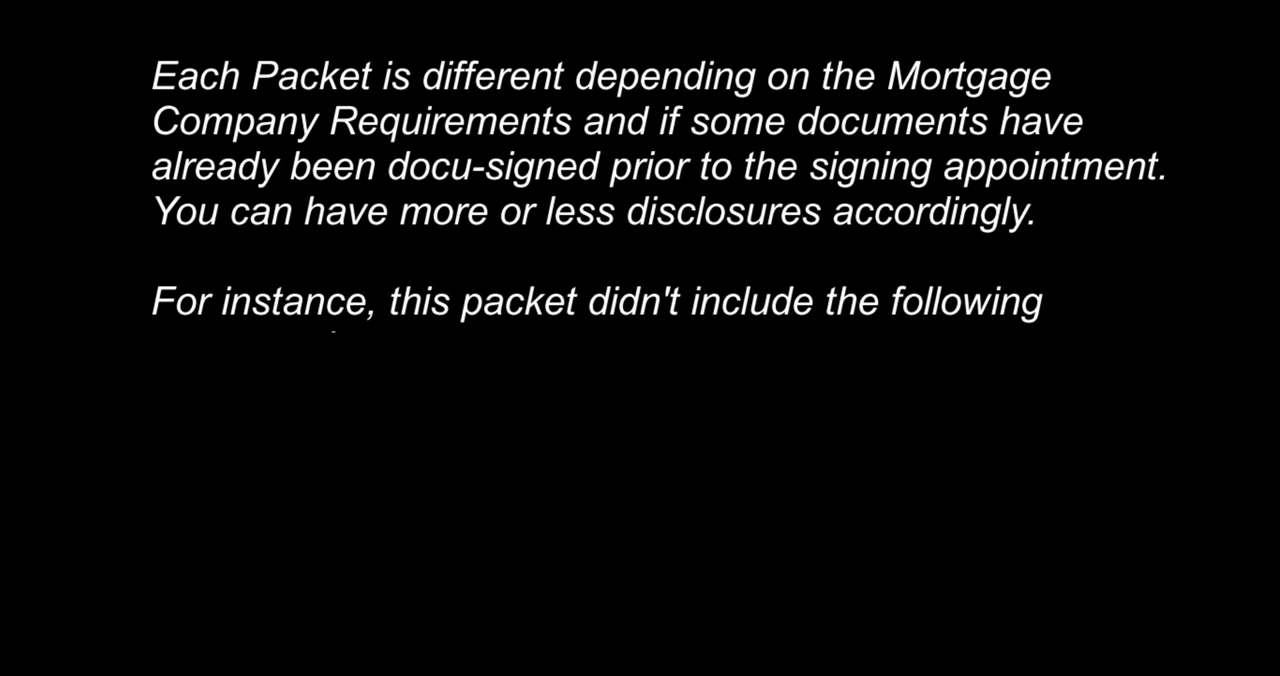 Each Packet is different depending on the Mortgage
Company Requirements and if some documents have
already been docu-signed prior to the signing appointment.
You can have more or less disclosures accordingly.
For instance, this packet didn't include the following